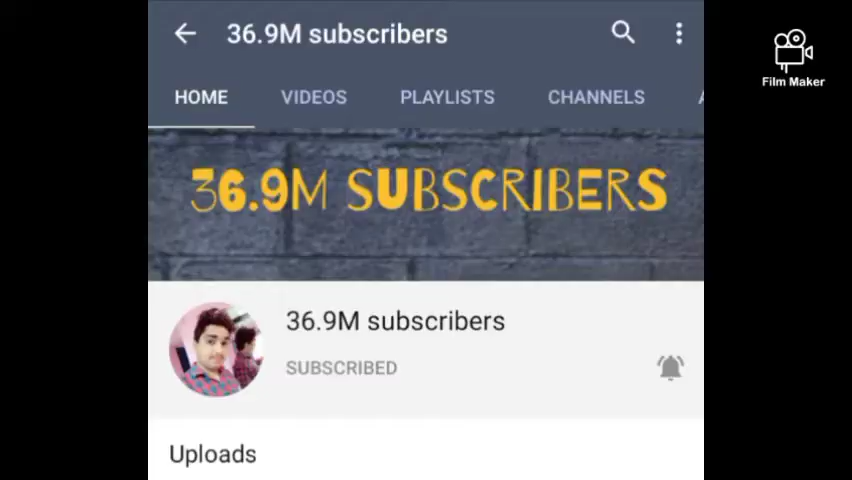 36.9M subscribers
Film Maker
HOME VIDEOS PLAYLISTS CHANNELS A
36.9M SUBSCRIBERS
36.9M subscribers
SUBSCRIBED
Uploads